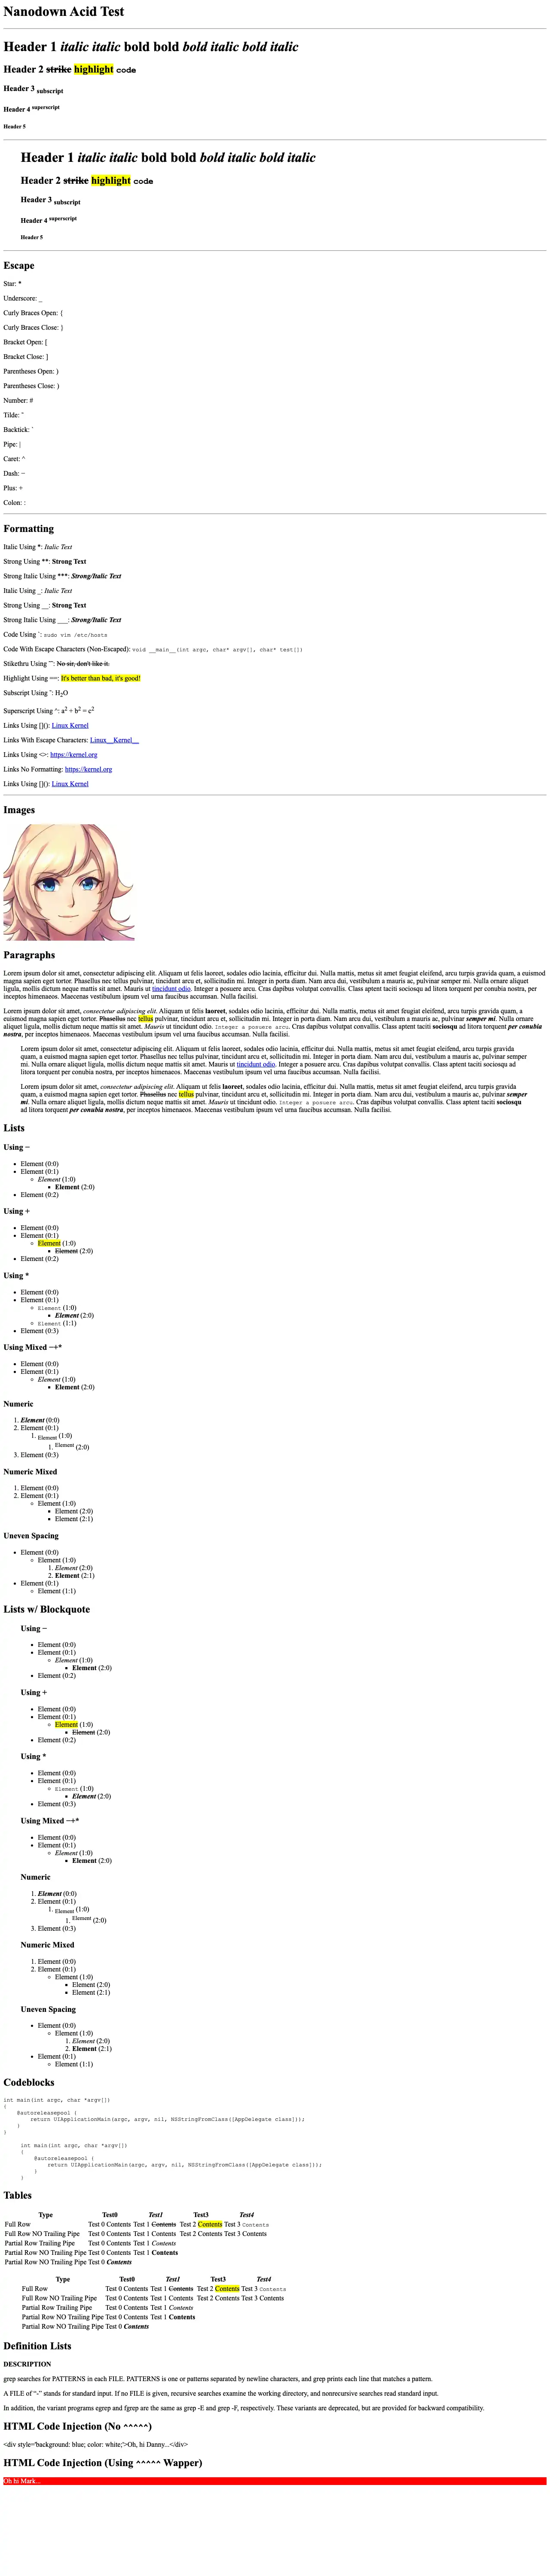 Nanodown Acid Test
Header 1 italic italic bold bold bold italic bold italic
Header 2 strike highlight code
Header 3 subscript
Header 4 superscript
Header 5
Header 1 italic italic bold bold bold italic bold italic
Header 2 strike highlight code
Header 3 subscript
Header 4 superscript
Header 5
Escape
Star: *
Underscore: _
Curly Braces Open: {
Curly Braces Close: }
Bracket Open: [
Bracket Close: ]
Parentheses Open: )
Parentheses Close: )
Number: #
Tilde: ~
Backtick: `
Pipe: |
Caret: ^
Dash: −
Plus: +
Colon: :
Formatting
Italic Using *: Italic Text
Strong Using **: Strong Text
Strong Italic Using ***: Strong/Italic Text
Italic Using _: Italic Text
Strong Using __: Strong Text
Strong Italic Using ___: Strong/Italic Text
Code Using `: sudo vim /etc/hosts
Code With Escape Characters (Non-Escaped): void __main__(int argc, char* argv[], char* test[])
Stikethru Using ~~: No sir, don't like it.
Highlight Using ==: It's better than bad, it's good!
Subscript Using ~: H2O
Superscript Using ^: a2 + b2 = c2
Links Using [](): Linux Kernel
Links With Escape Characters: Linux__Kernel__
Links Using <>: https://kernel.org
Links No Formatting: https://kernel.org
Links Using [](): Linux Kernel
Images
Paragraphs
Lorem ipsum dolor sit amet, consectetur adipiscing elit. Aliquam ut felis laoreet, sodales odio lacinia, efficitur dui. Nulla mattis, metus sit amet feugiat eleifend, arcu turpis gravida quam, a euismod
magna sapien eget tortor. Phasellus nec tellus pulvinar, tincidunt arcu et, sollicitudin mi. Integer in porta diam. Nam arcu dui, vestibulum a mauris ac, pulvinar semper mi. Nulla ornare aliquet
ligula, mollis dictum neque mattis sit amet. Mauris ut tincidunt odio. Integer a posuere arcu. Cras dapibus volutpat convallis. Class aptent taciti sociosqu ad litora torquent per conubia nostra, per
inceptos himenaeos. Maecenas vestibulum ipsum vel urna faucibus accumsan. Nulla facilisi.
Lorem ipsum dolor sit amet, consectetur adipiscing elit. Aliquam ut felis laoreet, sodales odio lacinia, efficitur dui. Nulla mattis, metus sit amet feugiat eleifend, arcu turpis gravida quam, a
euismod magna sapien eget tortor. Phasellus nec tellus pulvinar, tincidunt arcu et, sollicitudin mi. Integer in porta diam. Nam arcu dui, vestibulum a mauris ac, pulvinar semper mi. Nulla ornare
aliquet ligula, mollis dictum neque mattis sit amet. Mauris ut tincidunt odio. Integer a posuere arcu. Cras dapibus volutpat convallis. Class aptent taciti sociosqu ad litora torquent per conubia
nostra, per inceptos himenaeos. Maecenas vestibulum ipsum vel urna faucibus accumsan. Nulla facilisi.
Lorem ipsum dolor sit amet, consectetur adipiscing elit. Aliquam ut felis laoreet, sodales odio lacinia, efficitur dui. Nulla mattis, metus sit amet feugiat eleifend, arcu turpis gravida
quam, a euismod magna sapien eget tortor. Phasellus nec tellus pulvinar, tincidunt arcu et, sollicitudin mi. Integer in porta diam. Nam arcu dui, vestibulum a mauris ac, pulvinar semper
mi. Nulla ornare aliquet ligula, mollis dictum neque mattis sit amet. Mauris ut tincidunt odio. Integer a posuere arcu. Cras dapibus volutpat convallis. Class aptent taciti sociosqu ad
litora torquent per conubia nostra, per inceptos himenaeos. Maecenas vestibulum ipsum vel urna faucibus accumsan. Nulla facilisi.
Lorem ipsum dolor sit amet, consectetur adipiscing elit. Aliquam ut felis laoreet, sodales odio lacinia, efficitur dui. Nulla mattis, metus sit amet feugiat eleifend, arcu turpis gravida
quam, a euismod magna sapien eget tortor. Phasellus nec tellus pulvinar, tincidunt arcu et, sollicitudin mi. Integer in porta diam. Nam arcu dui, vestibulum a mauris ac, pulvinar semper
mi. Nulla ornare aliquet ligula, mollis dictum neque mattis sit amet. Mauris ut tincidunt odio. Integer a posuere arcu. Cras dapibus volutpat convallis. Class aptent taciti sociosqu
ad litora torquent per conubia nostra, per inceptos himenaeos. Maecenas vestibulum ipsum vel urna faucibus accumsan. Nulla facilisi.
Lists
Using −
• Element (0:0)
• Element (0:1)
◦ Element (1:0)
▪ Element (2:0)
• Element (0:2)
Using +
• Element (0:0)
• Element (0:1)
◦ Element (1:0)
▪ Element (2:0)
• Element (0:2)
Using *
• Element (0:0)
• Element (0:1)
◦ Element (1:0)
▪ Element (2:0)
◦ Element (1:1)
• Element (0:3)
Using Mixed −+*
• Element (0:0)
• Element (0:1)
◦ Element (1:0)
▪ Element (2:0)
Numeric
1. Element (0:0)
2. Element (0:1)
1. Element (1:0)
1. Element (2:0)
3. Element (0:3)
Numeric Mixed
1. Element (0:0)
2. Element (0:1)
◦ Element (1:0)
▪ Element (2:0)
▪ Element (2:1)
Uneven Spacing
• Element (0:0)
◦ Element (1:0)
1. Element (2:0)
2. Element (2:1)
• Element (0:1)
◦ Element (1:1)
Lists w/ Blockquote
Using −
• Element (0:0)
• Element (0:1)
◦ Element (1:0)
▪ Element (2:0)
• Element (0:2)
Using +
• Element (0:0)
• Element (0:1)
◦ Element (1:0)
▪ Element (2:0)
• Element (0:2)
Using *
• Element (0:0)
• Element (0:1)
◦ Element (1:0)
▪ Element (2:0)
• Element (0:3)
Using Mixed −+*
• Element (0:0)
• Element (0:1)
◦ Element (1:0)
▪ Element (2:0)
Numeric
1. Element (0:0)
2. Element (0:1)
1. Element (1:0)
1. Element (2:0)
3. Element (0:3)
Numeric Mixed
1. Element (0:0)
2. Element (0:1)
◦ Element (1:0)
▪ Element (2:0)
▪ Element (2:1)
Uneven Spacing
• Element (0:0)
◦ Element (1:0)
1. Element (2:0)
2. Element (2:1)
• Element (0:1)
◦ Element (1:1)
Codeblocks
int main(int argc, char *argv[])
{
@autoreleasepool {
return UIApplicationMain(argc, argv, nil, NSStringFromClass([AppDelegate class]));
}
}
int main(int argc, char *argv[])
{
@autoreleasepool {
return UIApplicationMain(argc, argv, nil, NSStringFromClass([AppDelegate class]));
}
}
Tables
Type Test0 Test1 Test3 Test4
Full Row Test 0 Contents Test 1 Contents Test 2 Contents Test 3 Contents
Full Row NO Trailing Pipe Test 0 Contents Test 1 Contents Test 2 Contents Test 3 Contents
Partial Row Trailing Pipe Test 0 Contents Test 1 Contents
Partial Row NO Trailing Pipe Test 0 Contents Test 1 Contents
Partial Row NO Trailing Pipe Test 0 Contents
Type Test0 Test1 Test3 Test4
Full Row Test 0 Contents Test 1 Contents Test 2 Contents Test 3 Contents
Full Row NO Trailing Pipe Test 0 Contents Test 1 Contents Test 2 Contents Test 3 Contents
Partial Row Trailing Pipe Test 0 Contents Test 1 Contents
Partial Row NO Trailing Pipe Test 0 Contents Test 1 Contents
Partial Row NO Trailing Pipe Test 0 Contents
Definition Lists
DESCRIPTION
grep searches for PATTERNS in each FILE. PATTERNS is one or patterns separated by newline characters, and grep prints each line that matches a pattern.
A FILE of “-” stands for standard input. If no FILE is given, recursive searches examine the working directory, and nonrecursive searches read standard input.
In addition, the variant programs egrep and fgrep are the same as grep -E and grep -F, respectively. These variants are deprecated, but are provided for backward compatibility.
HTML Code Injection (No ^^^^^)
<div style='background: blue; color: white;'>Oh, hi Danny...</div>
HTML Code Injection (Using ^^^^^ Wapper)
Oh hi Mark...